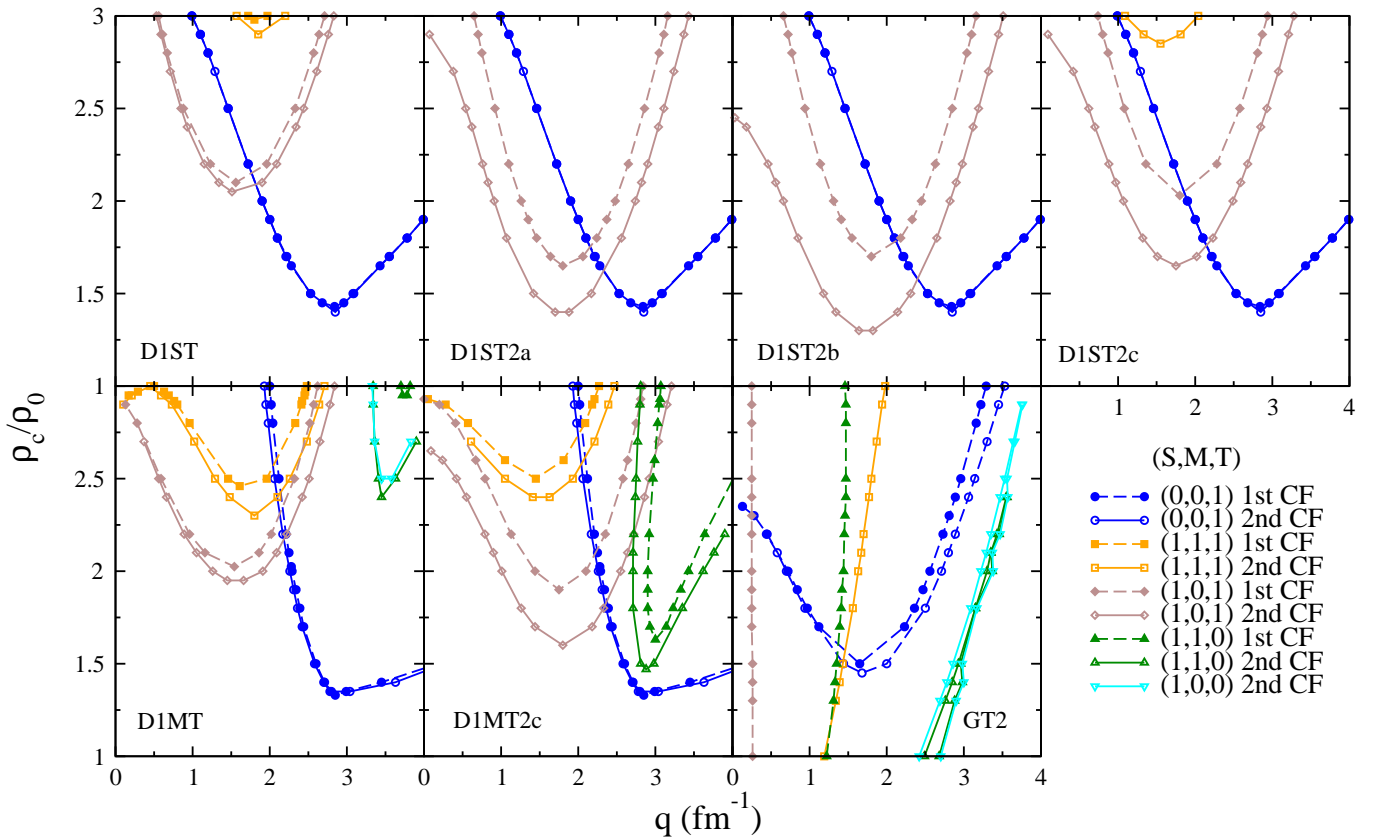 3
2.5
2
1.5
D1ST
D1ST2a
D1ST2b
D1ST2c
1 2 3 4
1
2.5
2
1.5
1
D1MT
D1MT2c
GT2
0 1 2 3
0 1 2 3
0 1 2 3 4
ρc/ρ0
q (fm-1)
(S,M,T)
(0,0,1) 1st CF
(0,0,1) 2nd CF
(1,1,1) 1st CF
(1,1,1) 2nd CF
(1,0,1) 1st CF
(1,0,1) 2nd CF
(1,1,0) 1st CF
(1,1,0) 2nd CF
(1,0,0) 2nd CF